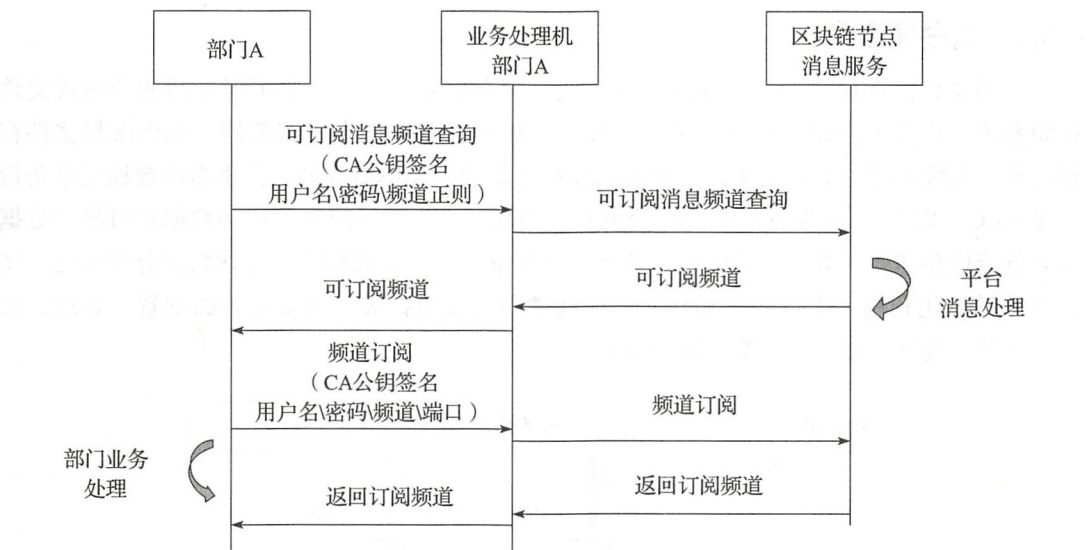 部门A
业务处理机
部门A
区块链节点
消息服务
可订阅消息频道查询
（CA公钥签名
用户名\密码\频道正则）
可订阅消息频道查询
可订阅频道
可订阅频道
平台
消息处理
频道订阅
（CA公钥签名
用户名\密码\频道\端口）
频道订阅
部门业务
处理
返回订阅频道
返回订阅频道